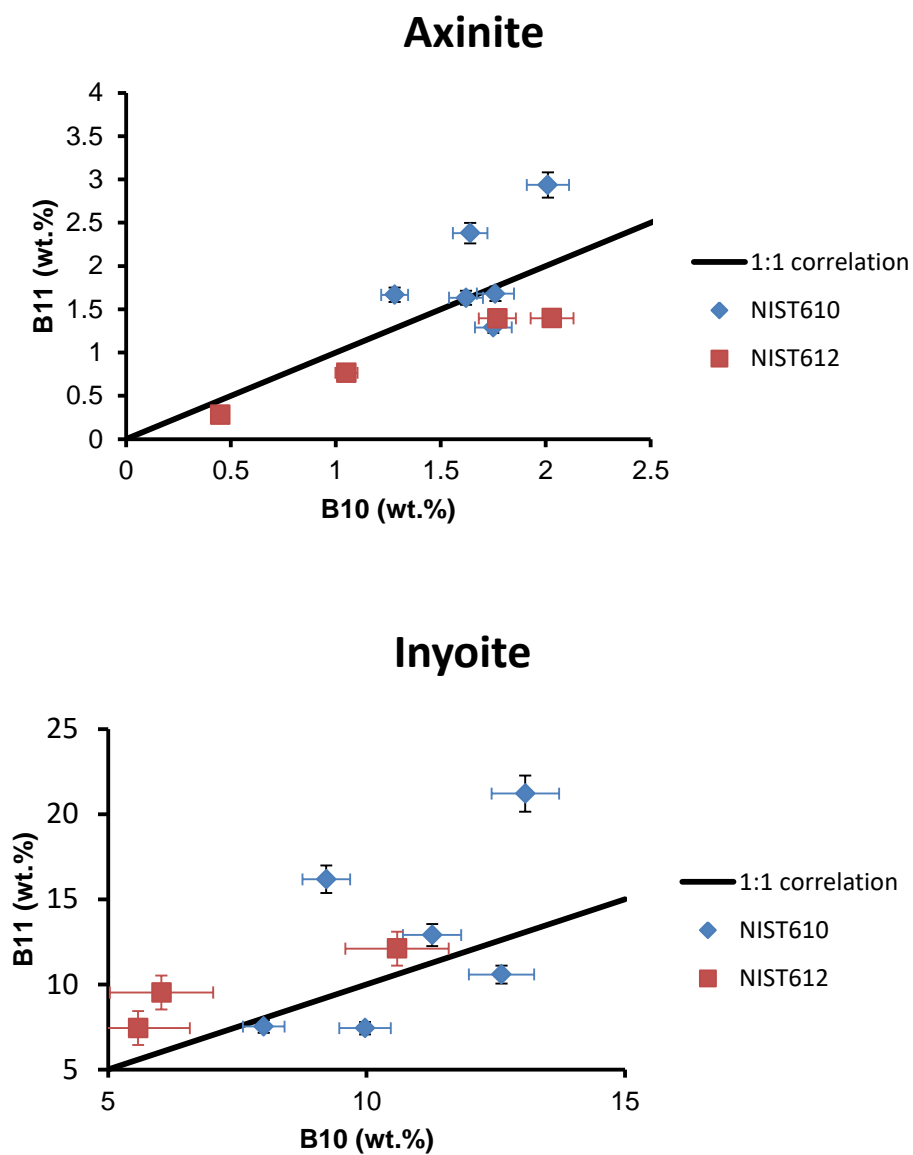 Axinite
4
3.5
3
2.5
2
1.5
1
0.5
0
B11 (wt.%)
0 0.5 1 1.5 2 2.5
B10 (wt.%)
1:1 correlation
NIST610
NIST612
Inyoite
25
20
15
10
5
B11 (wt.%)
5 10 15
B10 (wt.%)
1:1 correlation
NIST610
NIST612